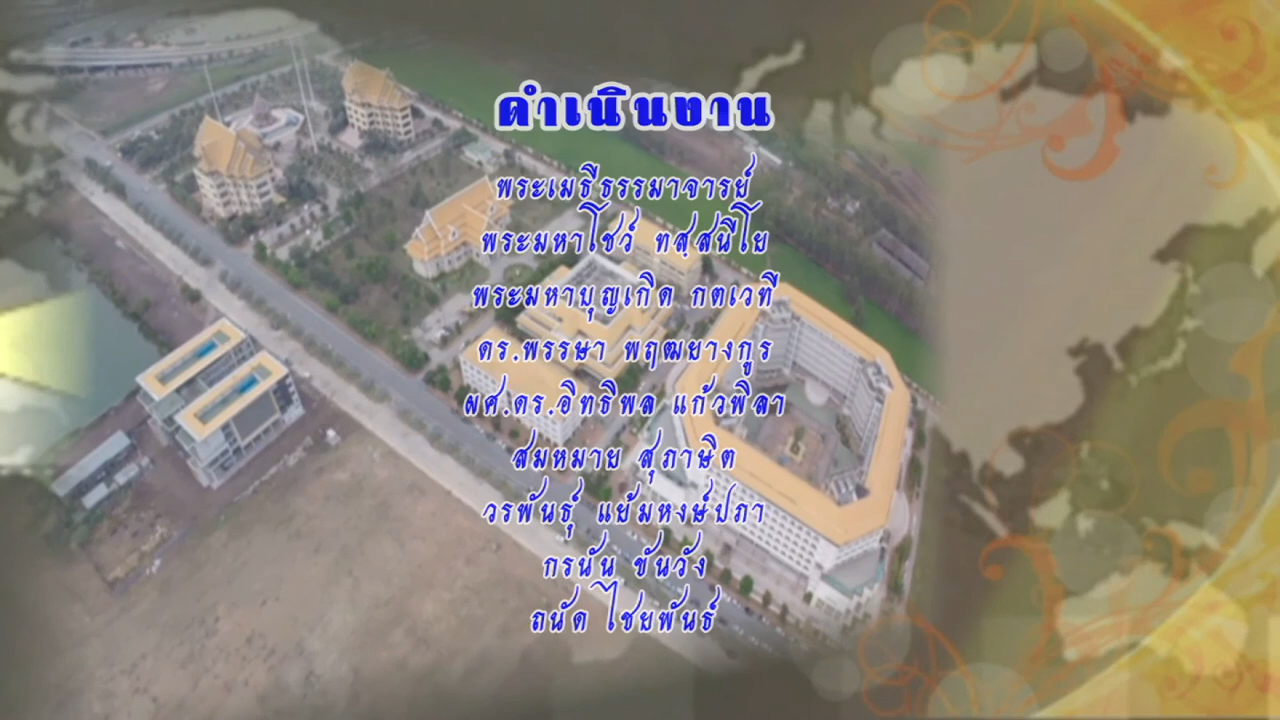 ดำเนินงาน
พระเมธีธรรมาจารย์
พระมหาโชว์ ทสฺสนีโย
พระมหาบุญเกิด กตเวที
ดร.พรรษา พฤฒยางกูร
ผศ.ดร.อิทธิพล แก้วพิลา
สมหมาย สุภาษิต
วรพันธุ์ แย้มหงษ์ปภา
กรนัน ขันวัง
ถนัด ไชยพันธ์